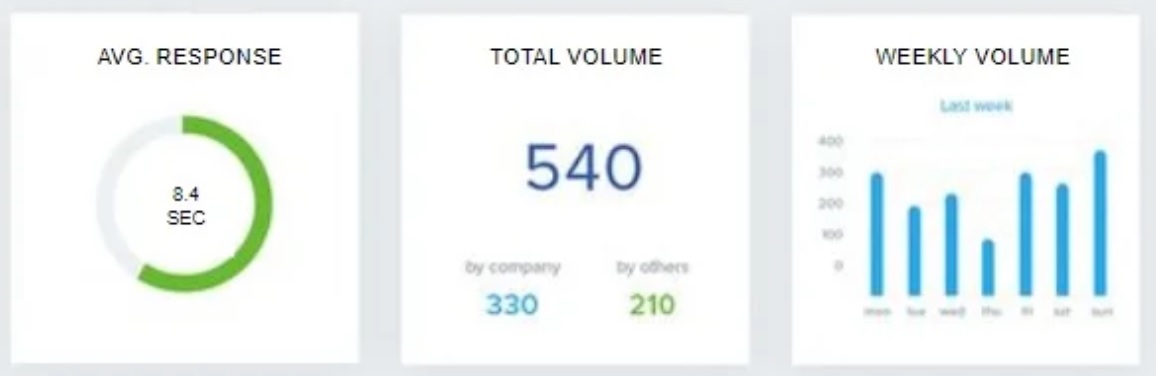 AVG. RESPONSE
8.4
SEC
TOTAL VOLUME
540
by company
by others
330
210
WEEKLY VOLUME
Last week
400
300
200
100
0
mon tue wed thu fri sat sun